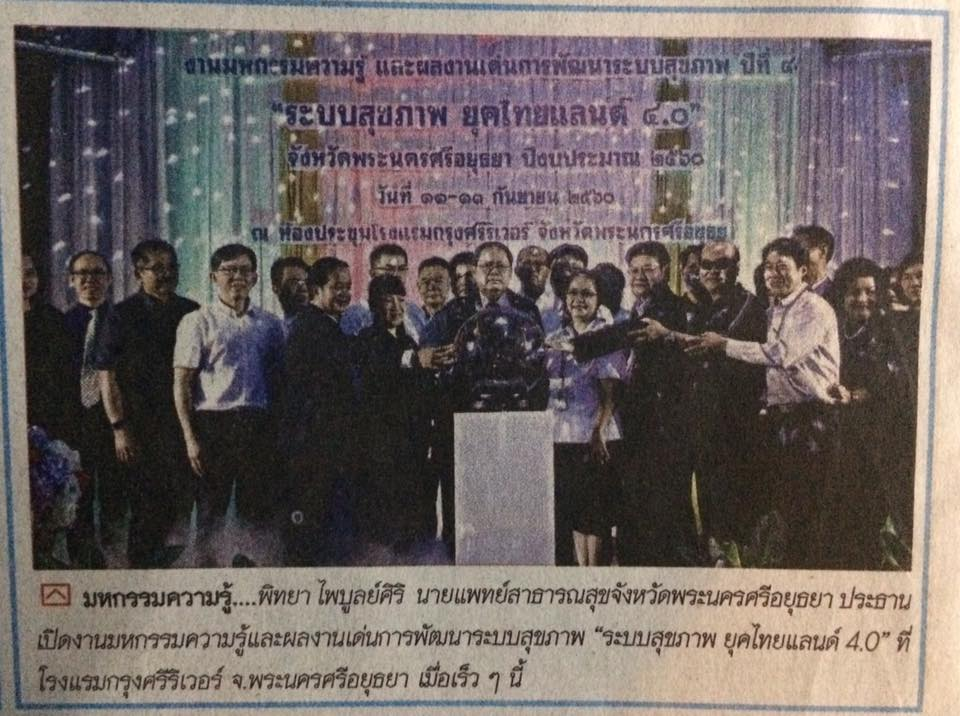 งานมหกรรมความรู้ และผลงานเด่นการพัฒนาระบบสุขภาพ ปีที่ ๔
"ระบบสุขภาพ ยุคไทยแลนด์ ๔.๐"
จังหวัดพระนครศรีอยุธยา ปีงบประมาณ ๒๕๖๐
วันที่ ๑๑-๑๓ กันยายน ๒๕๖๐
ณ ห้องประชุมโรงแรมกรุงศรีริเวอร์ จังหวัดพระนครศรีอยุธยา
มหกรรมความรู้....พิทยา ไพบูลย์ศิริ นายแพทย์สาธารณสุขจังหวัดพระนครศรีอยุธยา ประธาน
เปิดงานมหกรรมความรู้และผลงานเด่นการพัฒนาระบบสุขภาพ "ระบบสุขภาพ ยุคไทยแลนด์ 4.0" ที่
โรงแรมกรุงศรีริเวอร์ จ.พระนครศรีอยุธยา เมื่อเร็ว ๆ นี้